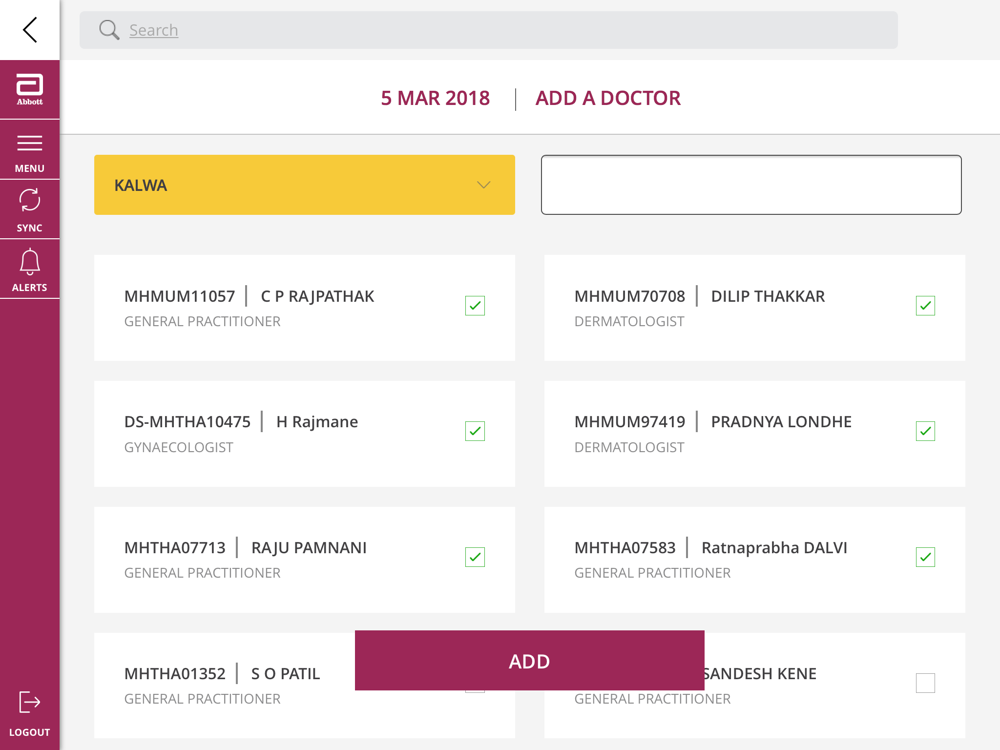 Search
Abbott
5 MAR 2018 | ADD A DOCTOR
MENU
KALWA
SYNC
ALERTS
MHMUM11057 | C P RAJPATHAK
GENERAL PRACTITIONER
MHMUM70708 | DILIP THAKKAR
DERMATOLOGIST
DS-MHTHA10475 | H Rajmane
GYNAECOLOGIST
MHMUM97419 | PRADNYA LONDHE
DERMATOLOGIST
MHTHA07713 | RAJU PAMNANI
GENERAL PRACTITIONER
MHTHA07583 | Ratnaprabha DALVI
GENERAL PRACTITIONER
MHTHA01352 | S O PATIL
GENERAL PRACTITIONER
ADD
SANDESH KENE
GENERAL PRACTITIONER
LOGOUT